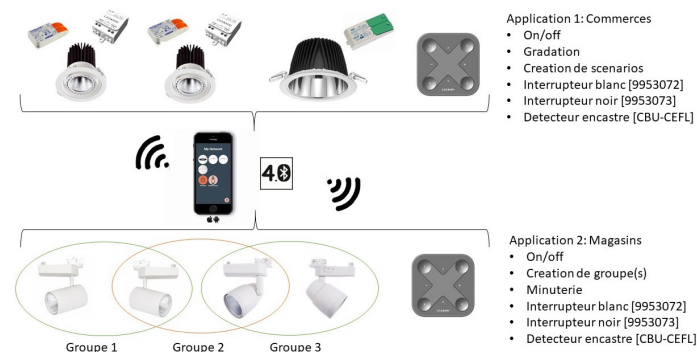 Application 1: Commerces
• On/off
• Gradation
• Creation de scenarios
• Interrupteur blanc [9953072]
• Interrupteur noir [9953073]
• Detecteur encastre [CBU-CEFL]
My Network
4.0
Application 2: Magasins
• On/off
• Creation de groupe(s)
• Minuterie
• Interrupteur blanc [9953072]
• Interrupteur noir [9953073]
• Detecteur encastre [CBU-CEFL]
Groupe 1
Groupe 2
Groupe 3